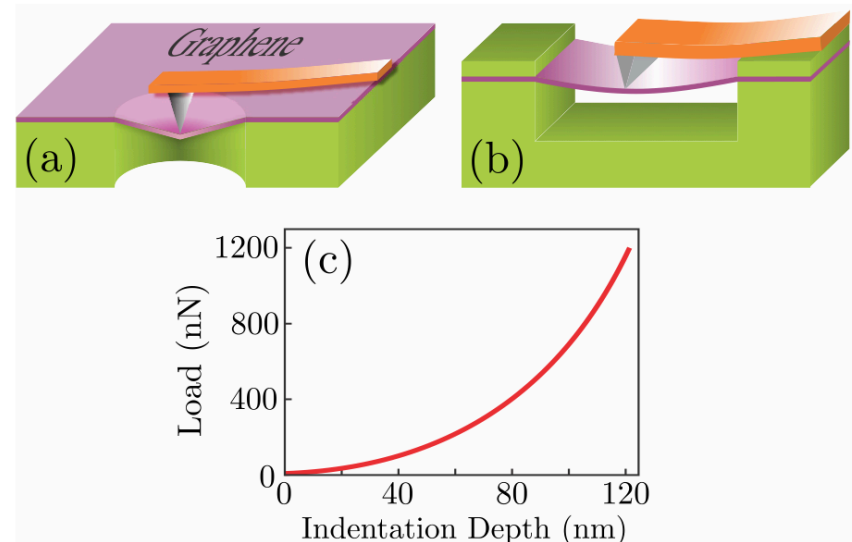 Graphene
(a)
(b)
(c)
1200
800
400
0
Load (nN)
0 40 80 120
Indentation Depth (nm)